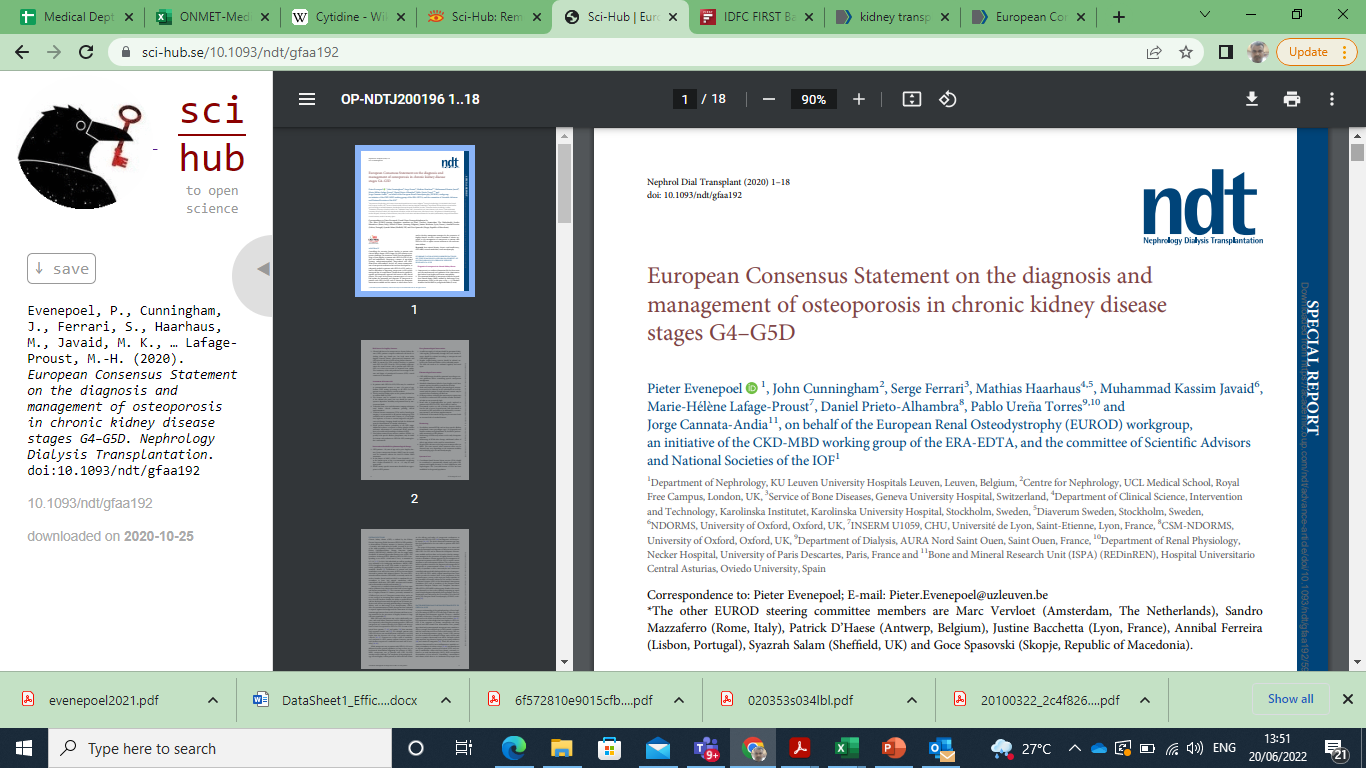 Medical Dept
ONMET-Med
Cytidine - Wi
Sci-Hub: Rem
Sci-Hub | Eur
IDFC FIRST Ba
kidney transp
European Cor
sci-hub.se/10.1093/ndt/gfaa192
Update
sci
hub
to open
science
↓ save
Evenepoel, P., Cunningham,
J., Ferrari, S., Haarhaus,
M., Javaid, M. K., … Lafage-
Proust, M.-H. (2020).
European Consensus Statement
on the diagnosis and
management of osteoporosis
in chronic kidney disease
stages G4–G5D. Nephrology
Dialysis Transplantation.
doi:10.1093/ndt/gfaa192
10.1093/ndt/gfaa192
downloaded on 2020-10-25
OP-NDTJ200196 1..18
1 / 18
90%
1
2
Nephrol Dial Transplant (2020) 1–18
doi: 10.1093/ndt/gfaa192
ndt
Nephrology Dialysis Transplantation
European Consensus Statement on the diagnosis and
management of osteoporosis in chronic kidney disease
stages G4–G5D
Pieter Evenepoel iD 1, John Cunningham2, Serge Ferrari3, Mathias Haarhaus4,5, Muhammad Kassim Javaid6,
Marie-Hélène Lafage-Proust7, Daniel Prieto-Alhambra8, Pablo Ureña Torres9,10 and
Jorge Cannata-Andia11, on behalf of the European Renal Osteodystrophy (EUROD) workgroup,
an initiative of the CKD-MBD working group of the ERA-EDTA, and the committee of Scientific Advisors
and National Societies of the IOF1
1Department of Nephrology, KU Leuven University Hospitals Leuven, Leuven, Belgium, 2Centre for Nephrology, UCL Medical School, Royal
Free Campus, London, UK, 3Service of Bone Diseases, Geneva University Hospital, Switzerland, 4Department of Clinical Science, Intervention
and Technology, Karolinska Institutet, Karolinska University Hospital, Stockholm, Sweden, 5Diaverum Sweden, Stockholm, Sweden,
6NDORMS, University of Oxford, Oxford, UK, 7INSERM U1059, CHU, Université de Lyon, Saint-Etienne, Lyon, France, 8CSM-NDORMS,
University of Oxford, Oxford, UK, 9Department of Dialysis, AURA Nord Saint Ouen, Saint Ouen, France, 10Department of Renal Physiology,
Necker Hospital, University of Paris Descartes, Paris, France and 11Bone and Mineral Research Unit (ISPA) (REDinREN), Hospital Universitario
Central Asturias, Oviedo University, Spain
Correspondence to: Pieter Evenepoel; E-mail: Pieter.Evenepoel@uzleuven.be
*The other EUROD steering committee members are Marc Vervloet (Amsterdam, The Netherlands), Sandro
Mazzaferro (Rome, Italy), Patrick D'Haese (Antwerp, Belgium), Justine Bacchetta (Lyon, France), Annibal Ferreira
(Lisbon, Portugal), Syazrah Salam (Sheffield, UK) and Goce Spasovski (Skopje, Republic of Macedonia).
SPECIAL REPORT
evenepoel2021.pdf
DataSheet1_Effic....docx
6f572810e9015cfb....pdf
020353s034lbl.pdf
20100322_2c4f826....pdf
Show all
Type here to search
9+
27°C
ENG
13:51
20/06/2022
21